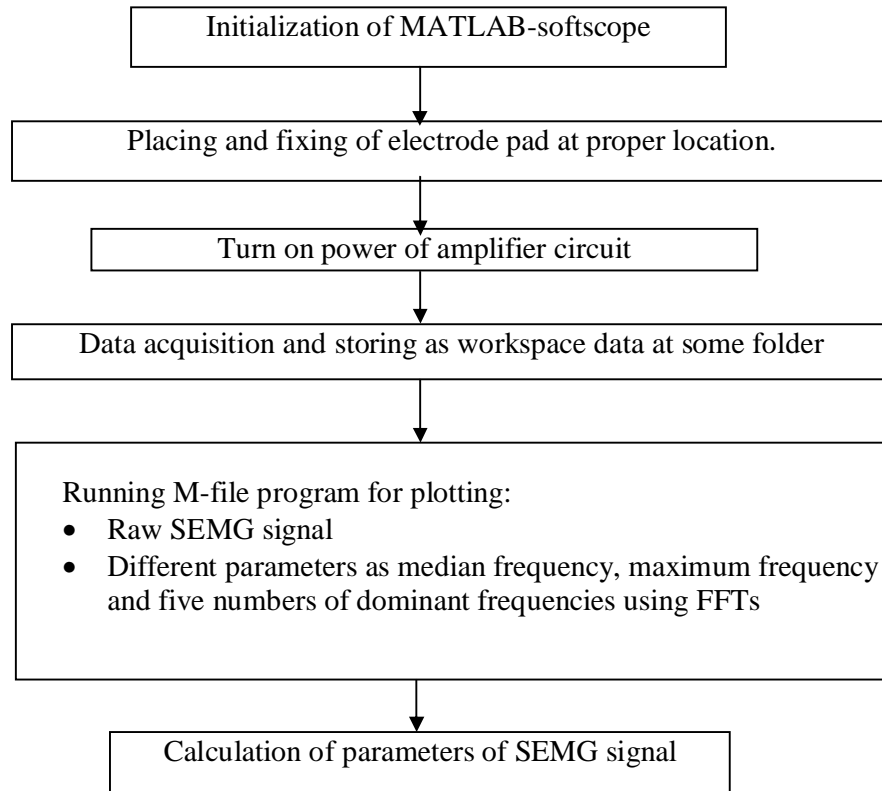 Initialization of MATLAB-softscope
Placing and fixing of electrode pad at proper location.
Turn on power of amplifier circuit
Data acquisition and storing as workspace data at some folder
Running M-file program for plotting:
• Raw SEMG signal
• Different parameters as median frequency, maximum frequency
and five numbers of dominant frequencies using FFTs
Calculation of parameters of SEMG signal